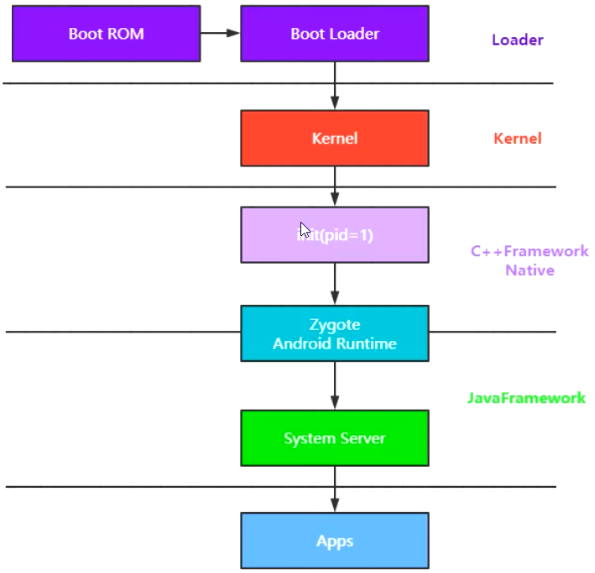 Boot ROM
Boot Loader
Loader
Kernel
Kernel
init(pid=1)
C++Framework
Native
Zygote
Android Runtime
JavaFramework
System Server
Apps